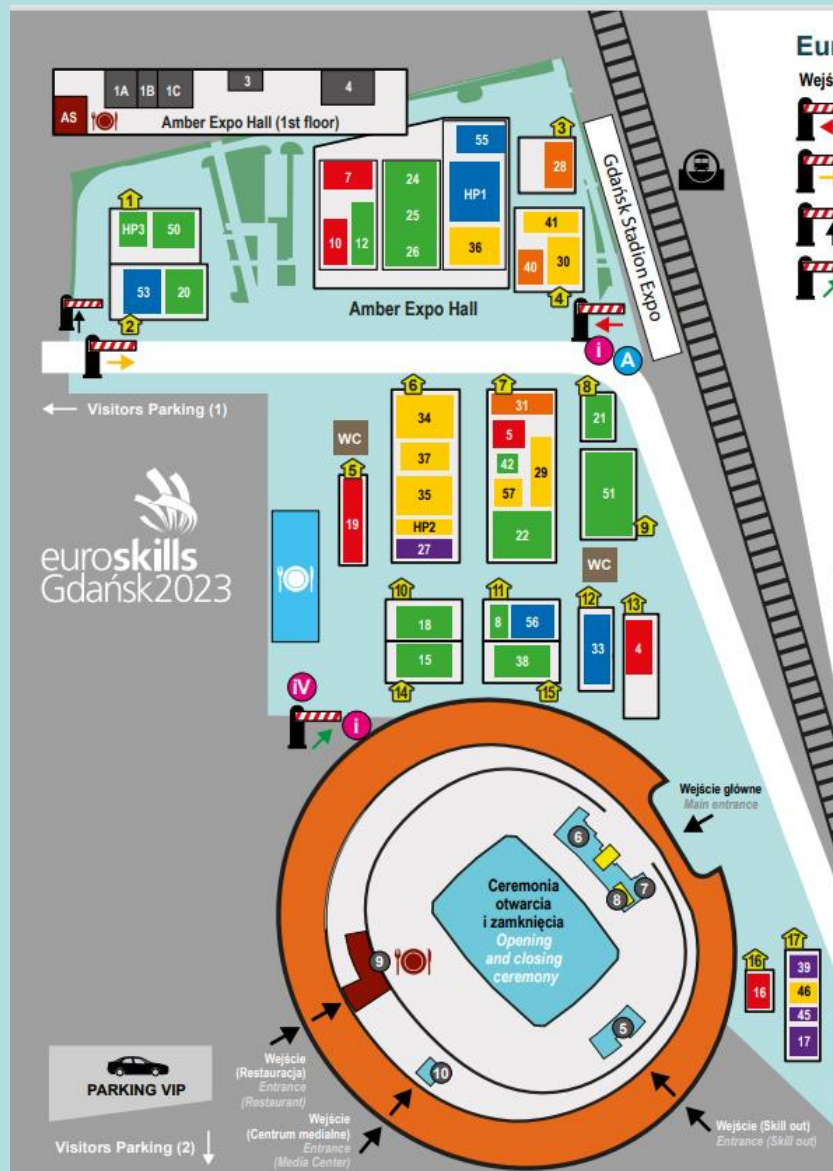 Eur
Wejś
1A
1B
1C
3
4
AS
Amber Expo Hall (1st floor)
55
3
28
7
24
HP1
25
10
12
36
26
41
40
30
4
Gdańsk Stadion Expo
1
HP3
50
53
20
2
Amber Expo Hall
i
A
← Visitors Parking (1)
6
7
8
34
31
21
WC
5
5
37
42
29
51
19
35
57
HP2
22
9
27
WC
euroskills
Gdańsk2023
10
11
12
13
18
8
56
33
4
15
38
14
15
iV
i
Wejście główne
Main entrance
6
7
8
Ceremonia
otwarcia
i zamknięcia
Opening
and closing
ceremony
9
5
10
16
16
17
39
46
45
17
Wejście
(Restauracja)
Entrance
(Restaurant)
PARKING VIP
Wejście
(Centrum medialne)
Entrance
(Media Center)
Wejście (Skill out)
Entrance (Skill out)
Visitors Parking (2) ↓